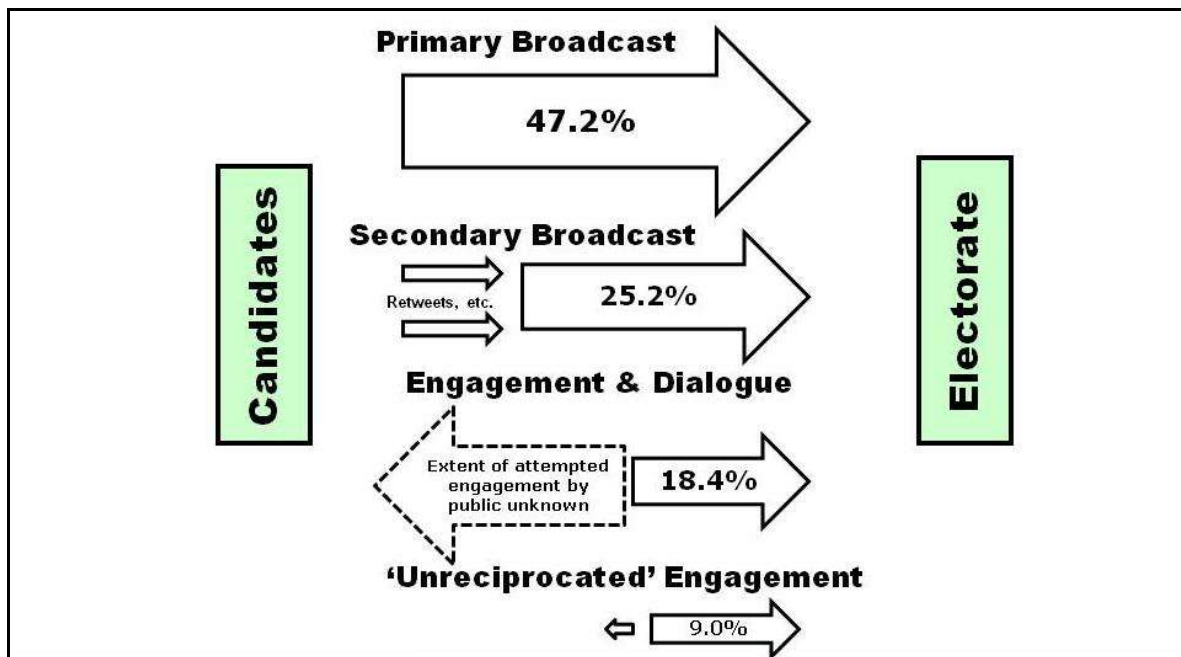 Primary Broadcast
47.2%
Candidates
Electorate
Secondary Broadcast
Retweets, etc.
25.2%
Engagement & Dialogue
Extent of attempted
engagement by
public unknown
18.4%
‘Unreciprocated’ Engagement
9.0%